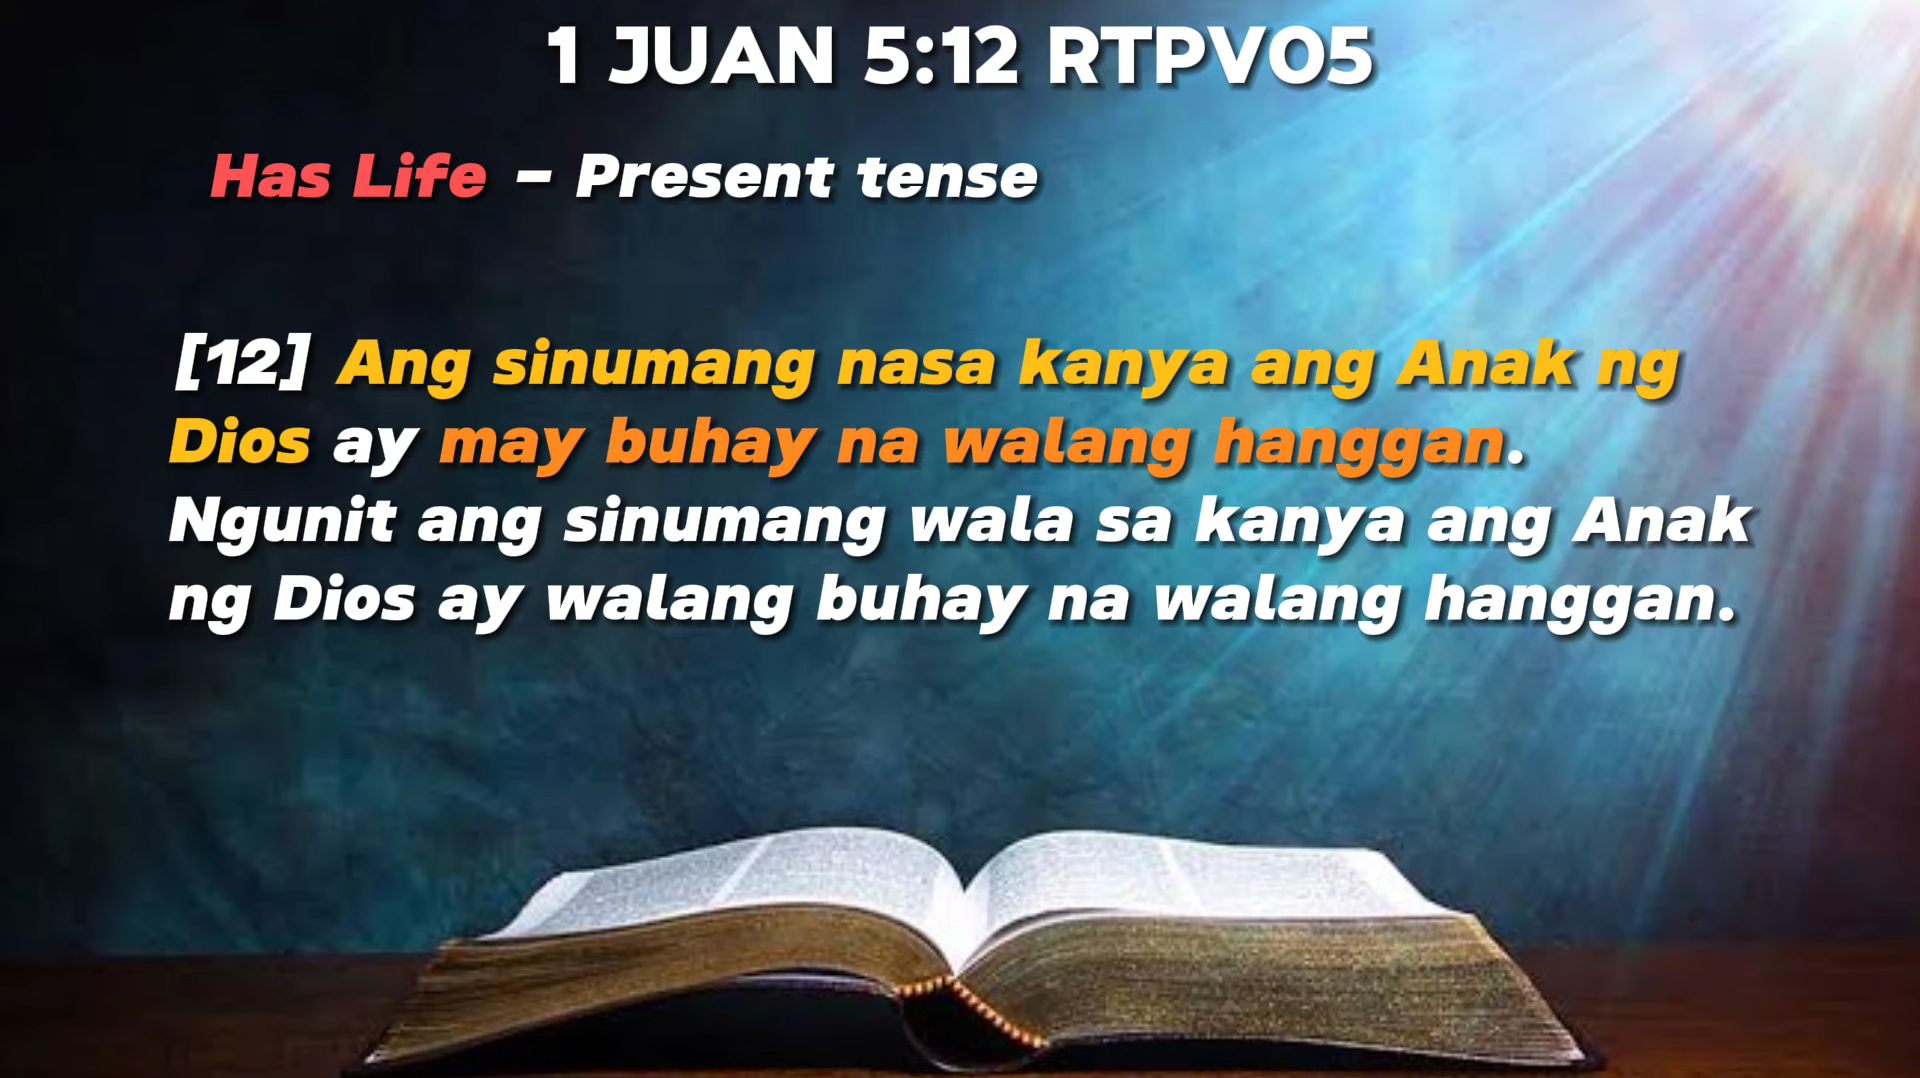 1 JUAN 5:12 RTPV05
Has Life – Present tense
[12] Ang sinumang nasa kanya ang Anak ng
Dios ay may buhay na walang hanggan.
Ngunit ang sinumang wala sa kanya ang Anak
ng Dios ay walang buhay na walang hanggan.